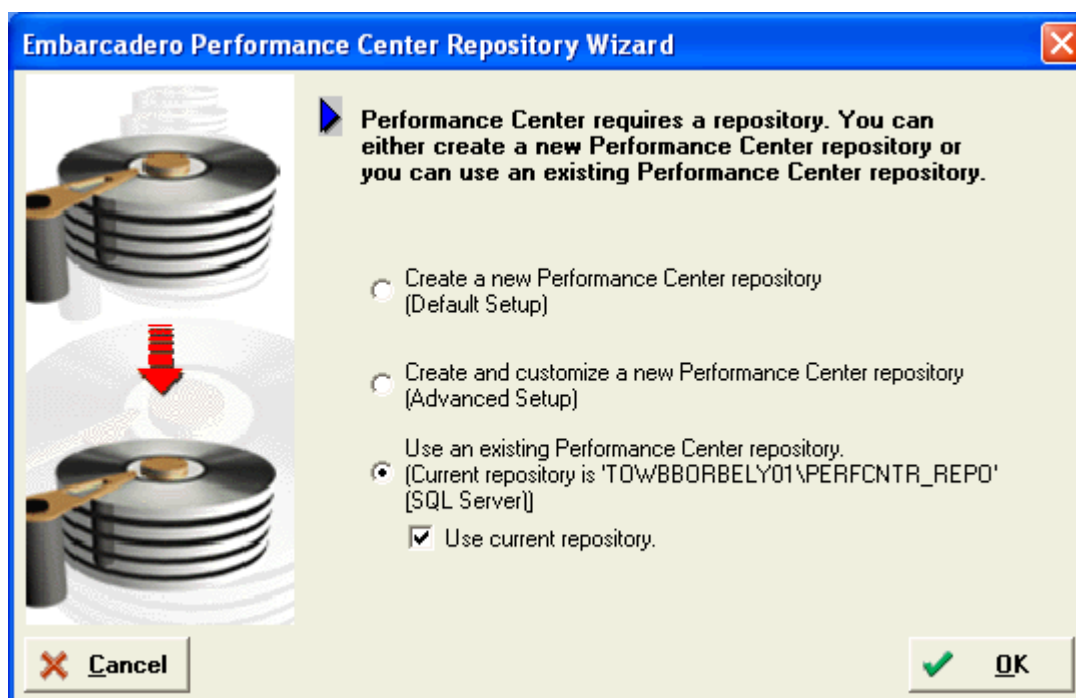 Embarcadero Performance Center Repository Wizard
Performance Center requires a repository. You can
either create a new Performance Center repository or
you can use an existing Performance Center repository.
Create a new Performance Center repository
(Default Setup)
Create and customize a new Performance Center repository
(Advanced Setup)
Use an existing Performance Center repository.
(Current repository is 'TOWBBORBELY01\PERFCNTR_REPO'
(SQL Server))
Use current repository.
Cancel
OK